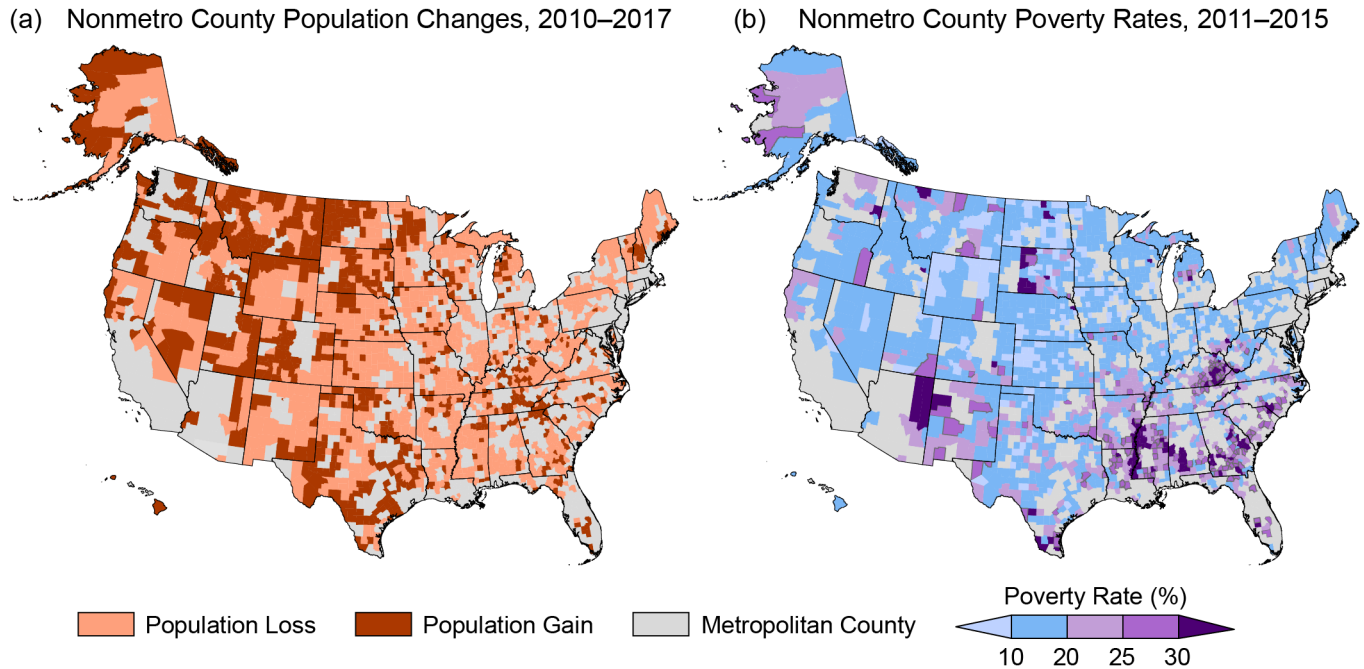 (a) Nonmetro County Population Changes, 2010–2017
(b) Nonmetro County Poverty Rates, 2011–2015
Population Loss
Population Gain
Metropolitan County
Poverty Rate (%)
10 20 25 30